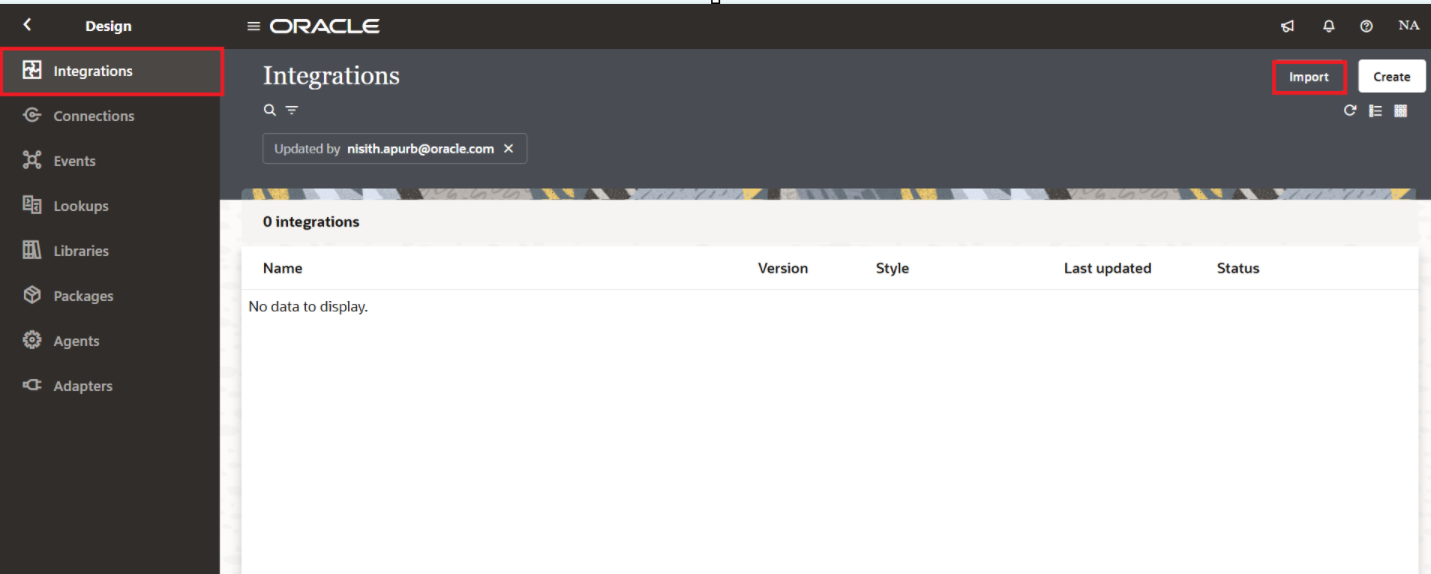 Design
ORACLE
NA
Integrations
Integrations
Import
Create
Connections
Updated by nisith.apurb@oracle.com
Events
Lookups
0 integrations
Libraries
Name Version Style Last updated Status
Packages
No data to display.
Agents
Adapters